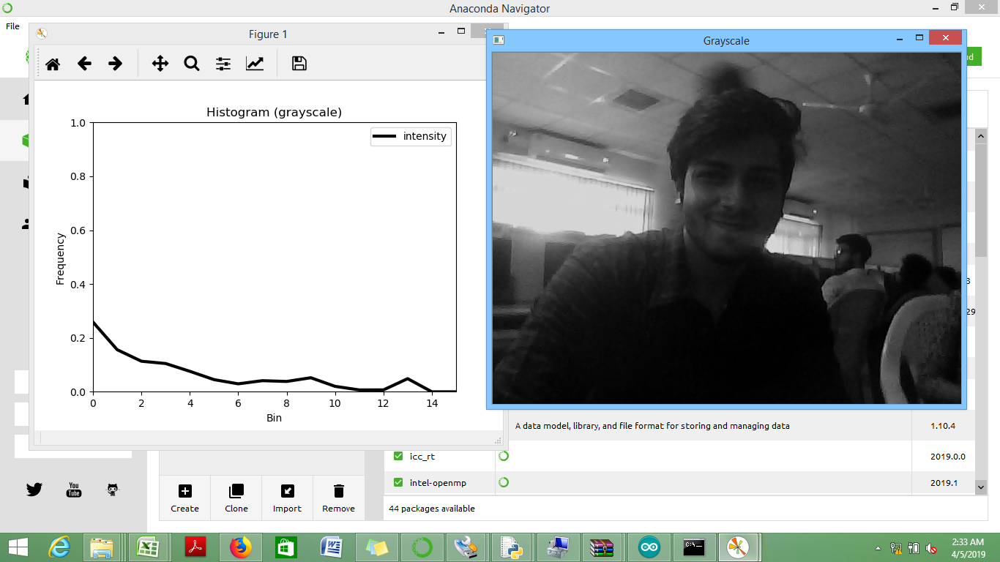 Anaconda Navigator
File
Figure 1
Grayscale
d
Histogram (grayscale)
intensity
1.0
0.8
0.6
0.4
0.2
0.0
Frequency
0 2 4 6 8 10 12 14
Bin
3
29
A data model, library, and file format for storing and managing data 1.10.4
icc_rt 2019.0.0
intel-openmp 2019.1
You
Tube
Create Clone Import Remove
44 packages available
C:\
2:33 AM
4/5/2019